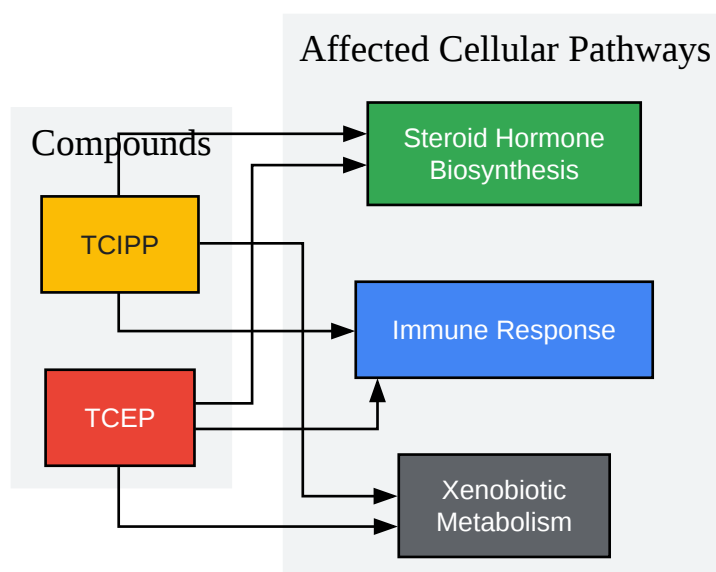 Affected Cellular Pathways
Compounds
Steroid Hormone
Biosynthesis
TCIPP
Immune Response
TCEP
Xenobiotic
Metabolism